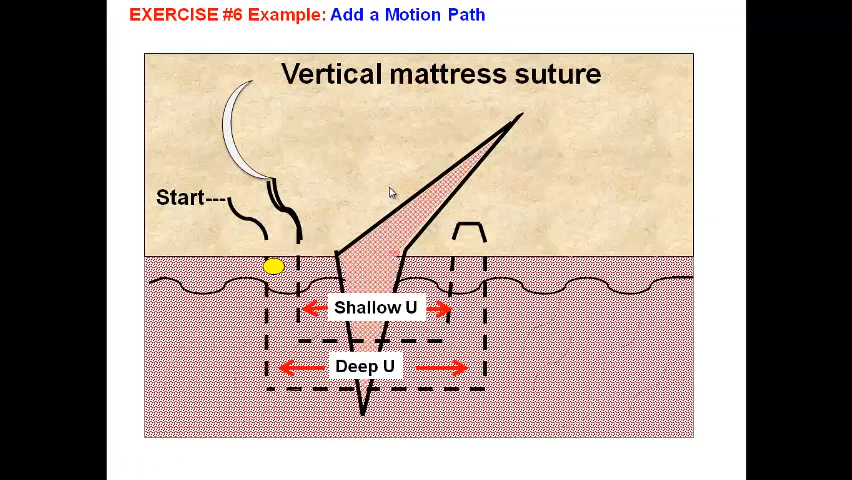 EXERCISE #6 Example: Add a Motion Path
Vertical mattress suture
Start---
Shallow U
Deep U